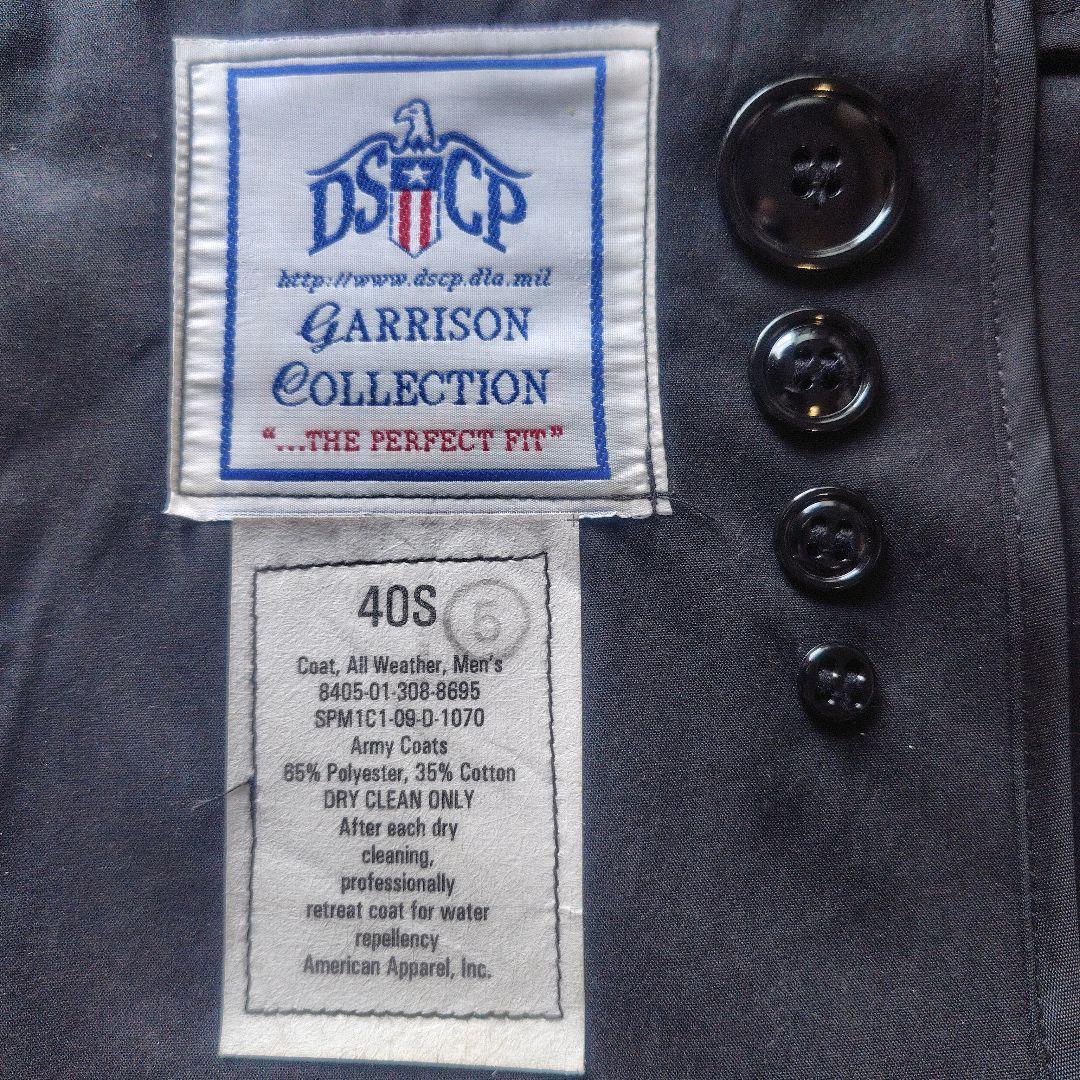 DSCP
http://www.dscp.dla.mil
GARRISON
COLLECTION
"...THE PERFECT FIT"
40S 5
Coat, All Weather, Men's
8405-01-308-8695
SPM1C1-09-D-1070
Army Coats
65% Polyester, 35% Cotton
DRY CLEAN ONLY
After each dry
cleaning,
professionally
retreat coat for water
repellency
American Apparel, Inc.